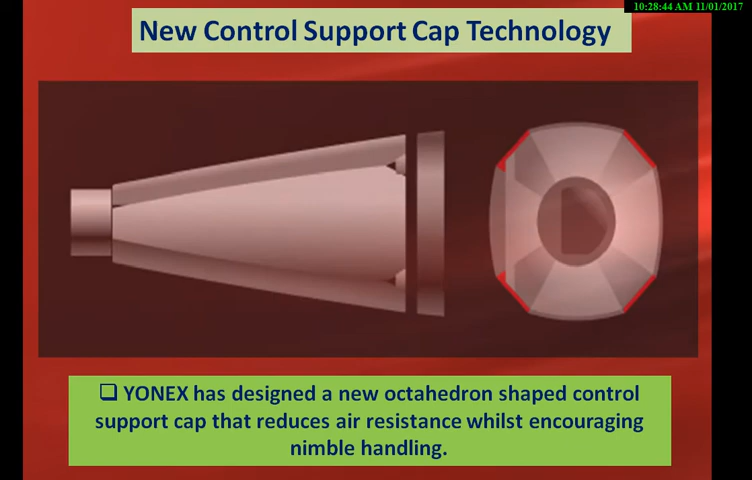 10:28:44 AM 11/01/2017
New Control Support Cap Technology
❑ YONEX has designed a new octahedron shaped control
support cap that reduces air resistance whilst encouraging
nimble handling.